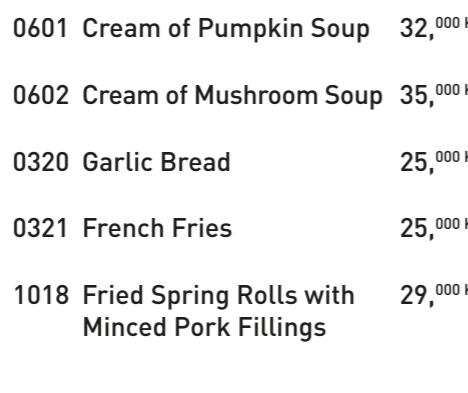 0601 Cream of Pumpkin Soup 32,000 K
0602 Cream of Mushroom Soup 35,000 K
0320 Garlic Bread 25,000 K
0321 French Fries 25,000 K
1018 Fried Spring Rolls with 29,000 K
Minced Pork Fillings